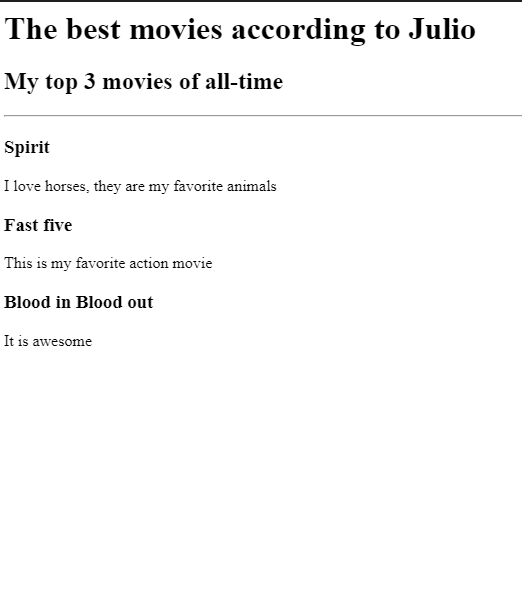 The best movies according to Julio
My top 3 movies of all-time
Spirit
I love horses, they are my favorite animals
Fast five
This is my favorite action movie
Blood in Blood out
It is awesome